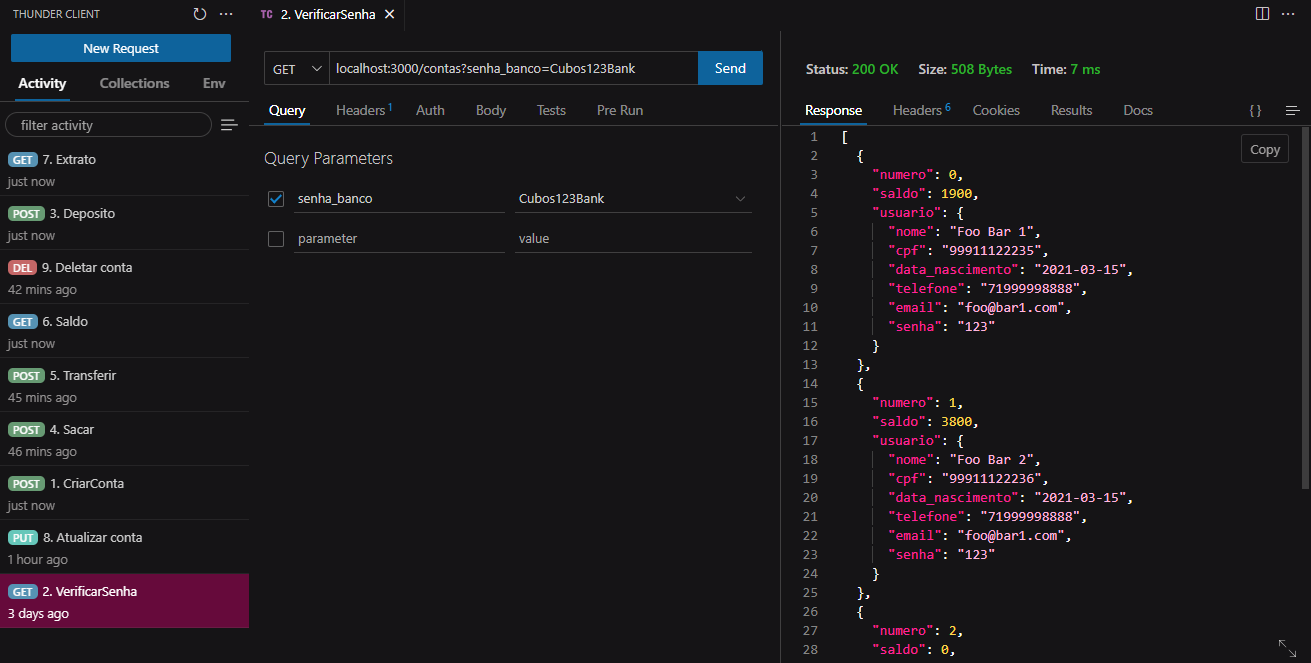 THUNDER CLIENT
New Request
Activity Collections Env
filter activity
GET 7. Extrato
just now
POST 3. Deposito
just now
DEL 9. Deletar conta
42 mins ago
GET 6. Saldo
just now
POST 5. Transferir
45 mins ago
POST 4. Sacar
46 mins ago
POST 1. CriarConta
just now
PUT 8. Atualizar conta
1 hour ago
GET 2. VerificarSenha
3 days ago
TC 2. VerificarSenha
GET localhost:3000/contas?senha_banco=Cubos123Bank Send
Query Headers 1 Auth Body Tests Pre Run
Query Parameters
senha_banco Cubos123Bank
parameter value
Status: 200 OK Size: 508 Bytes Time: 7 ms
Response Headers 6 Cookies Results Docs { }
Copy
1 [
2 {
3 "numero": 0,
4 "saldo": 1900,
5 "usuario": {
6 "nome": "Foo Bar 1",
7 "cpf": "99911122235",
8 "data_nascimento": "2021-03-15",
9 "telefone": "71999998888",
10 "email": "foo@bar1.com",
11 "senha": "123"
12 }
13 },
14 {
15 "numero": 1,
16 "saldo": 3800,
17 "usuario": {
18 "nome": "Foo Bar 2",
19 "cpf": "99911122236",
20 "data_nascimento": "2021-03-15",
21 "telefone": "71999998888",
22 "email": "foo@bar1.com",
23 "senha": "123"
24 }
25 },
26 {
27 "numero": 2,
28 "saldo": 0,